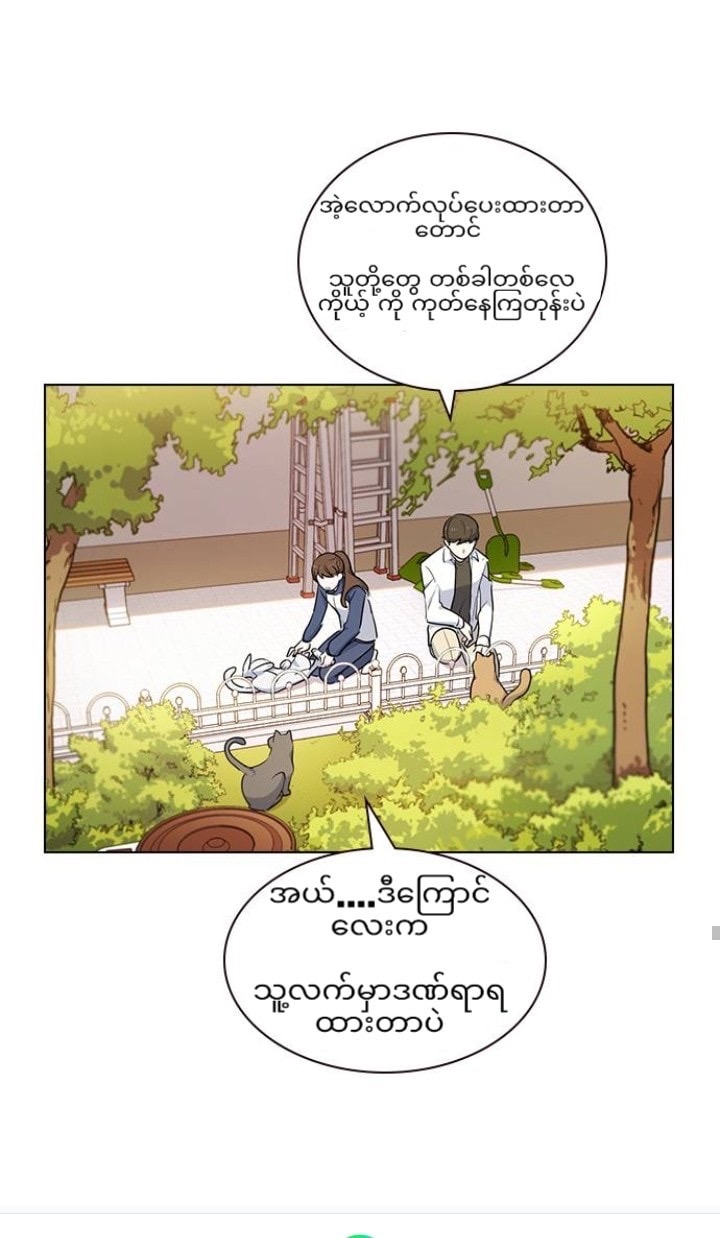 အဲ့လောက်လုပ်ပေးထားတာ
တောင်
သူတို့တွေ တစ်ခါတစ်လေ
ကိုယ့် ကို ကုတ်နေကြတုန်းပဲ
အယ်....ဒီကြောင်
လေးက
သူ့လက်မှာဒဏ်ရာရ
ထားတာပဲ